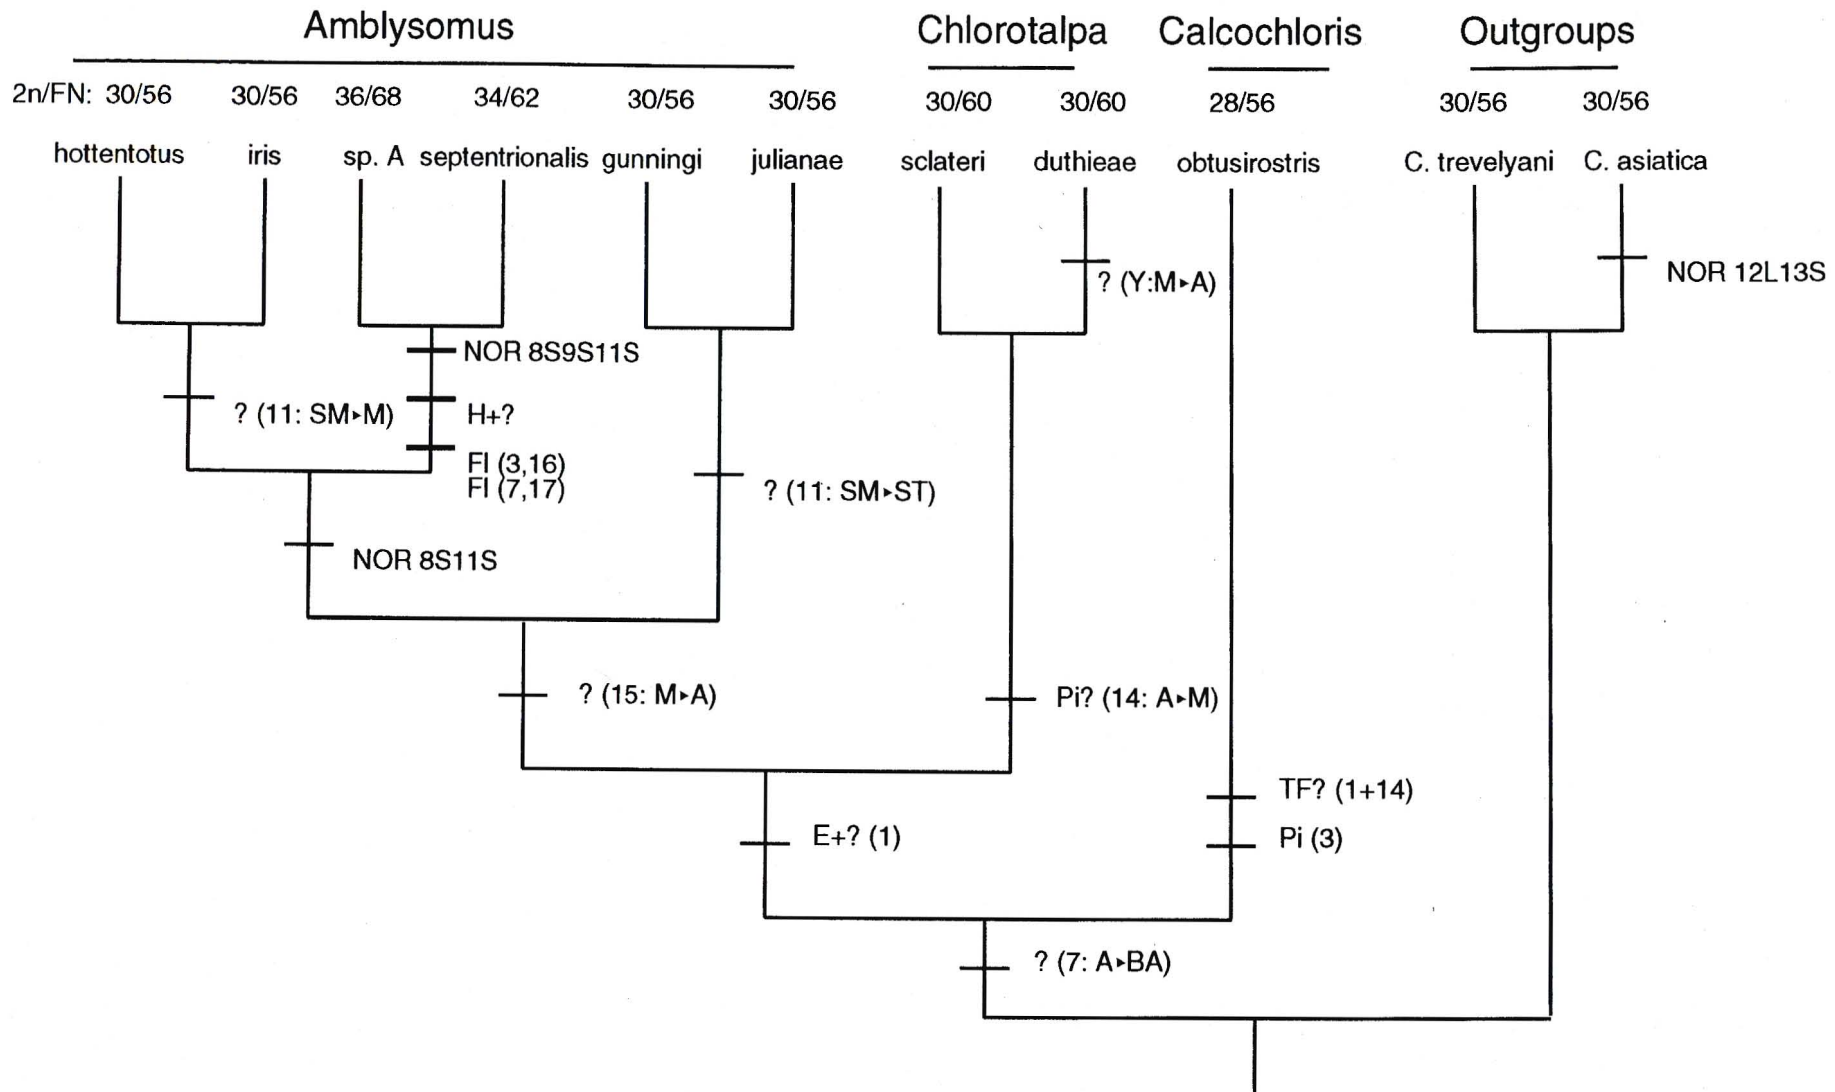 Amblysomus Chlorotalpa Calcochloris Outgroups
2n/FN: 30/56 30/56 36/68 34/62 30/56 30/56 30/60 30/60 28/56 30/56 30/56
hottentotus iris sp. A septentrionalis gunningi julianae sclateri duthieae obtusirostris C. trevelyani C. asiatica
? (Y:M▸A) NOR 12L13S
NOR 8S9S11S
? (11: SM▸M) H+?
FI (3,16)
FI (7,17) ? (11: SM▸ST)
NOR 8S11S
? (15: M▸A) Pi? (14: A▸M)
TF? (1+14)
E+? (1) Pi (3)
? (7: A▸BA)